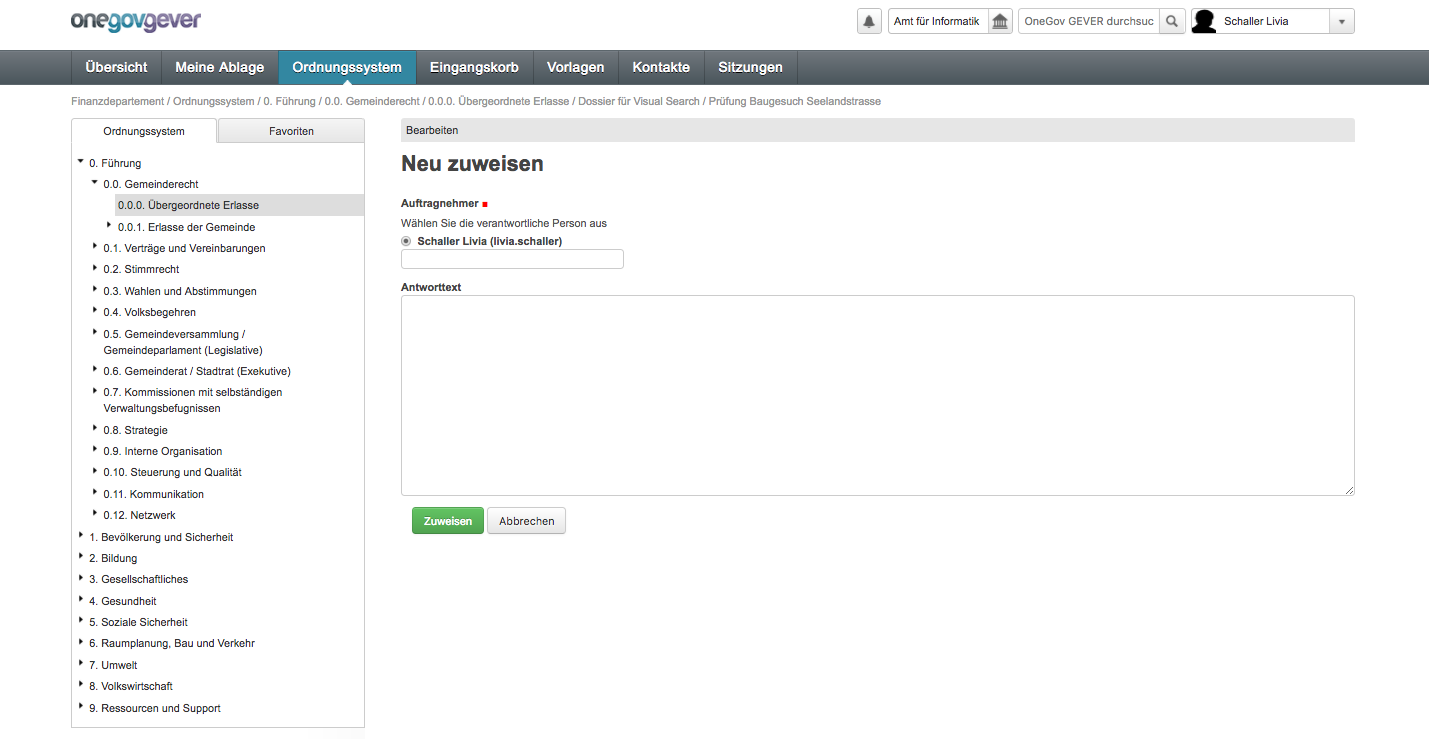 onegovgever
Amt für Informatik
OneGov GEVER durchsuc
Schaller Livia
Übersicht
Meine Ablage
Ordnungssystem
Eingangskorb
Vorlagen
Kontakte
Sitzungen
Finanzdepartement / Ordnungssystem / 0. Führung / 0.0. Gemeinderecht / 0.0.0. Übergeordnete Erlasse / Dossier für Visual Search / Prüfung Baugesuch Seelandstrasse
Ordnungssystem
Favoriten
0. Führung
0.0. Gemeinderecht
0.0.0. Übergeordnete Erlasse
0.0.1. Erlasse der Gemeinde
0.1. Verträge und Vereinbarungen
0.2. Stimmrecht
0.3. Wahlen und Abstimmungen
0.4. Volksbegehren
0.5. Gemeindeversammlung /
Gemeindeparlament (Legislative)
0.6. Gemeinderat / Stadtrat (Exekutive)
0.7. Kommissionen mit selbständigen
Verwaltungsbefugnissen
0.8. Strategie
0.9. Interne Organisation
0.10. Steuerung und Qualität
0.11. Kommunikation
0.12. Netzwerk
1. Bevölkerung und Sicherheit
2. Bildung
3. Gesellschaftliches
4. Gesundheit
5. Soziale Sicherheit
6. Raumplanung, Bau und Verkehr
7. Umwelt
8. Volkswirtschaft
9. Ressourcen und Support
Bearbeiten
Neu zuweisen
Auftragnehmer
Wählen Sie die verantwortliche Person aus
Schaller Livia (livia.schaller)
Antworttext
Zuweisen
Abbrechen